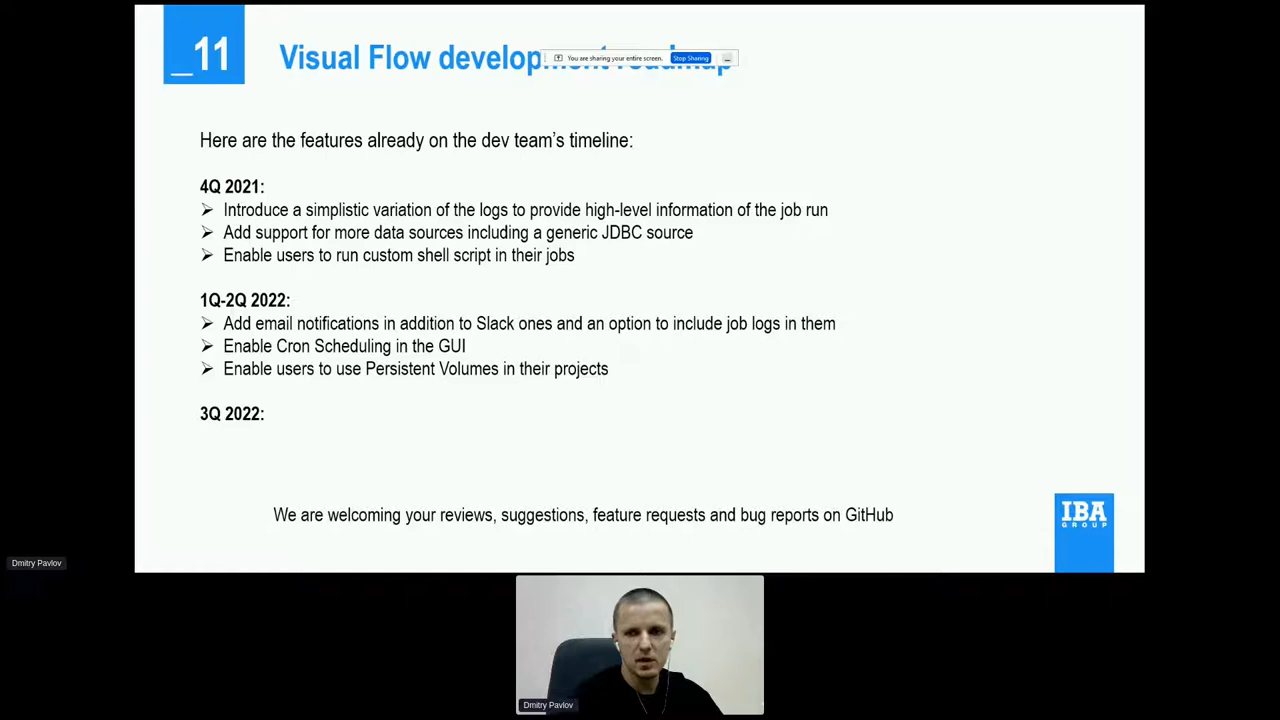 _11
Visual Flow development roadmap
You are sharing your entire screen.
Stop Sharing
Here are the features already on the dev team's timeline:
4Q 2021:
➢ Introduce a simplistic variation of the logs to provide high-level information of the job run
➢ Add support for more data sources including a generic JDBC source
➢ Enable users to run custom shell script in their jobs
1Q-2Q 2022:
➢ Add email notifications in addition to Slack ones and an option to include job logs in them
➢ Enable Cron Scheduling in the GUI
➢ Enable users to use Persistent Volumes in their projects
3Q 2022:
We are welcoming your reviews, suggestions, feature requests and bug reports on GitHub
IBA
GROUP
Dmitry Pavlov
Dmitry Pavlov